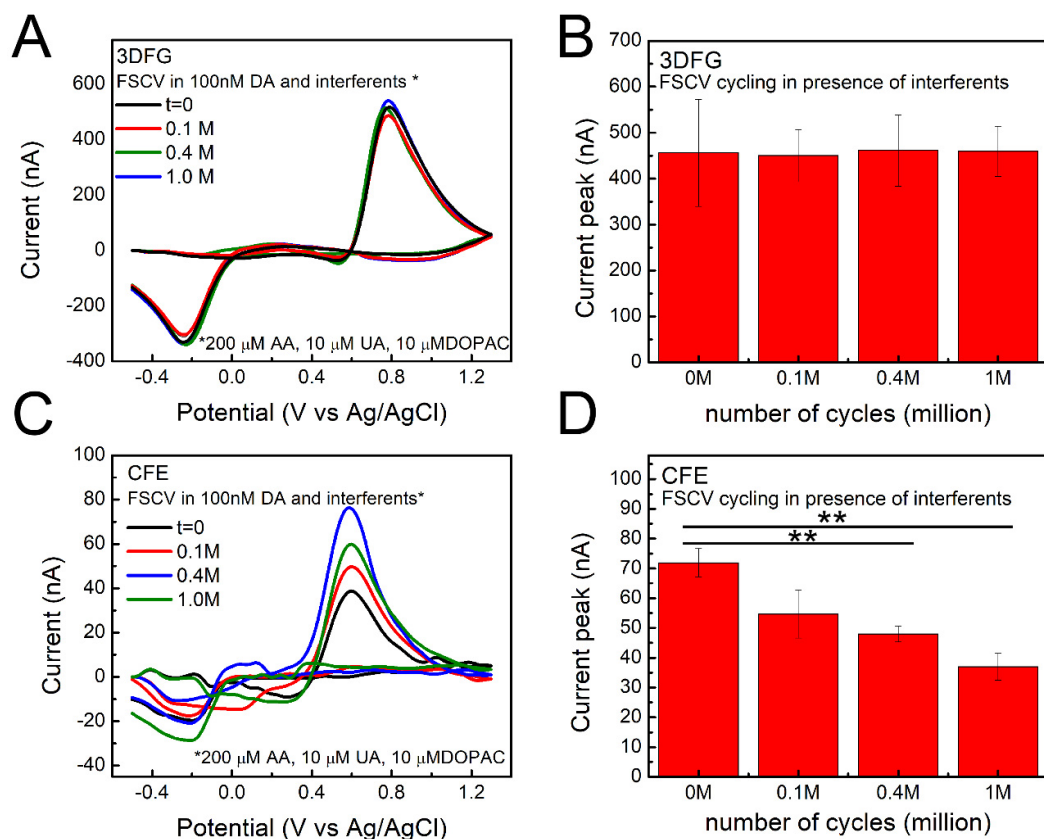 A
3DFG
FSCV in 100nM DA and interferents *
t=0
0.1 M
0.4 M
1.0 M
600
400
200
0
-200
-400
Current (nA)
*200 μM AA, 10 μM UA, 10 μMDOPAC
-0.4 0.0 0.4 0.8 1.2
Potential (V vs Ag/AgCl)
B
3DFG
FSCV cycling in presence of interferents
700
600
500
400
300
200
100
0
Current peak (nA)
0M 0.1M 0.4M 1M
number of cycles (million)
C
CFE
FSCV in 100nM DA and interferents*
t=0
0.1M
0.4M
1.0M
100
80
60
40
20
0
-20
-40
Current (nA)
*200 μM AA, 10 μM UA, 10 μMDOPAC
-0.4 0.0 0.4 0.8 1.2
Potential (V vs Ag/AgCl)
D
CFE
FSCV cycling in presence of interferents
**
**
100
90
80
70
60
50
40
30
20
10
0
Current peak (nA)
0M 0.1M 0.4M 1M
number of cycles (million)